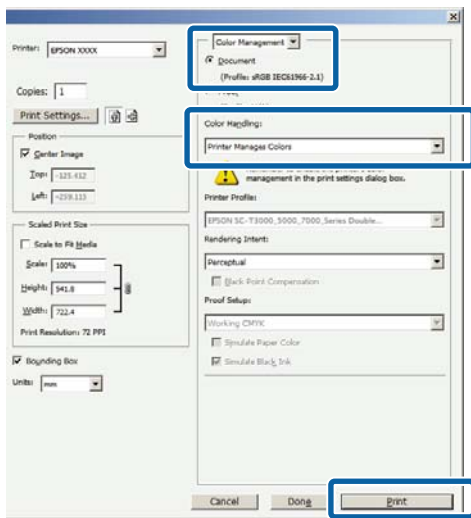 Printer: EPSON XXXX
Copies: 1
Print Settings...
Position
Center Image
Top: -125.412
Left: -259.115
Scaled Print Size
Scale to Fit Media
Scale: 100%
Height: 541.8
Width: 722.4
Print Resolution: 72 PPI
Bounding Box
Units: mm
Color Management
Document
(Profile: sRGB IEC61966-2.1)
Color Handling:
Printer Manages Colors
management in the print settings dialog box.
Printer Profile:
EPSON SC-T3000_5000_7000_Series Double...
Rendering Intent:
Perceptual
Black Point Compensation
Proof Setup:
Working CMYK
Simulate Paper Color
Simulate Black Ink
Cancel
Done
Print